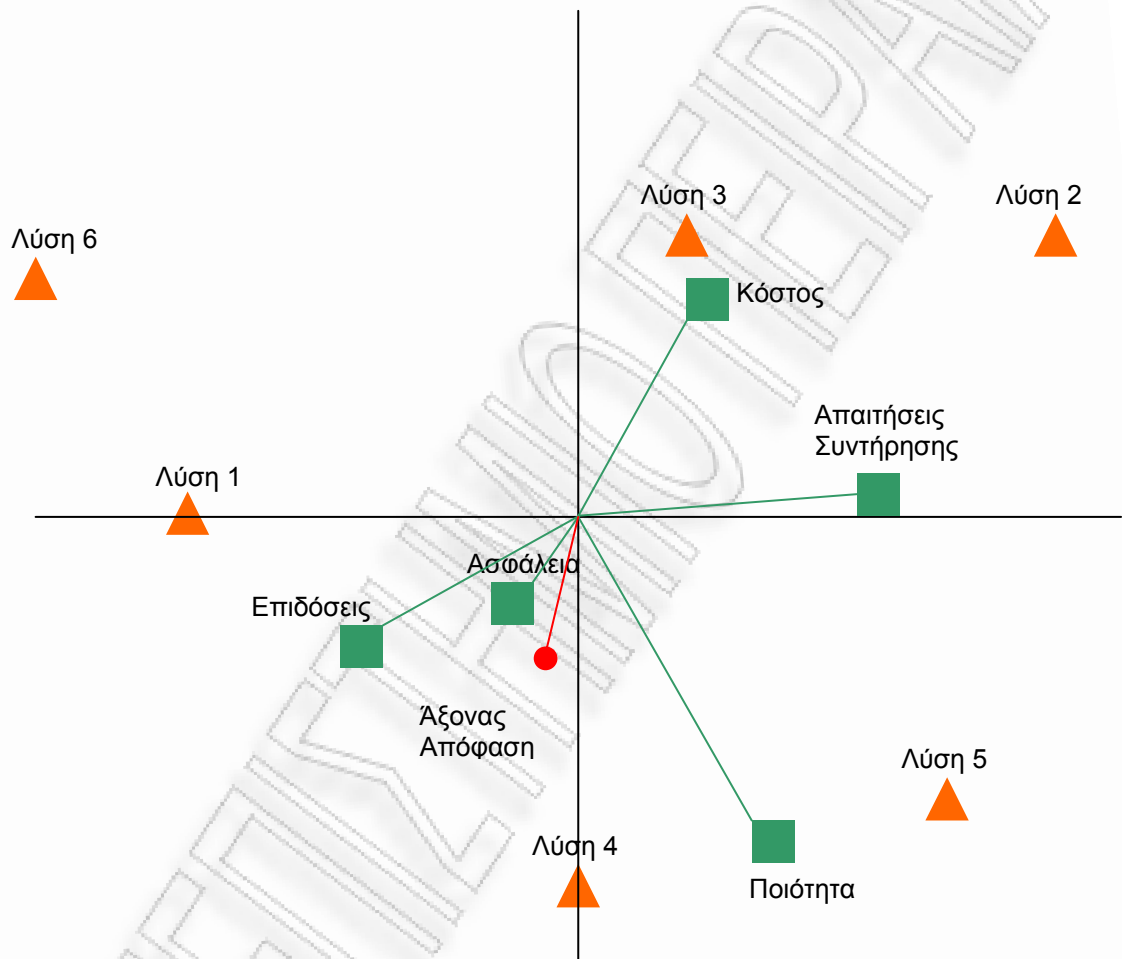 Λύση 3
Λύση 2
Λύση 6
Κόστος
Απαιτήσεις
Συντήρησης
Λύση 1
Ασφάλεια
Επιδόσεις
Άξονας
Απόφαση
Λύση 5
Λύση 4
Ποιότητα